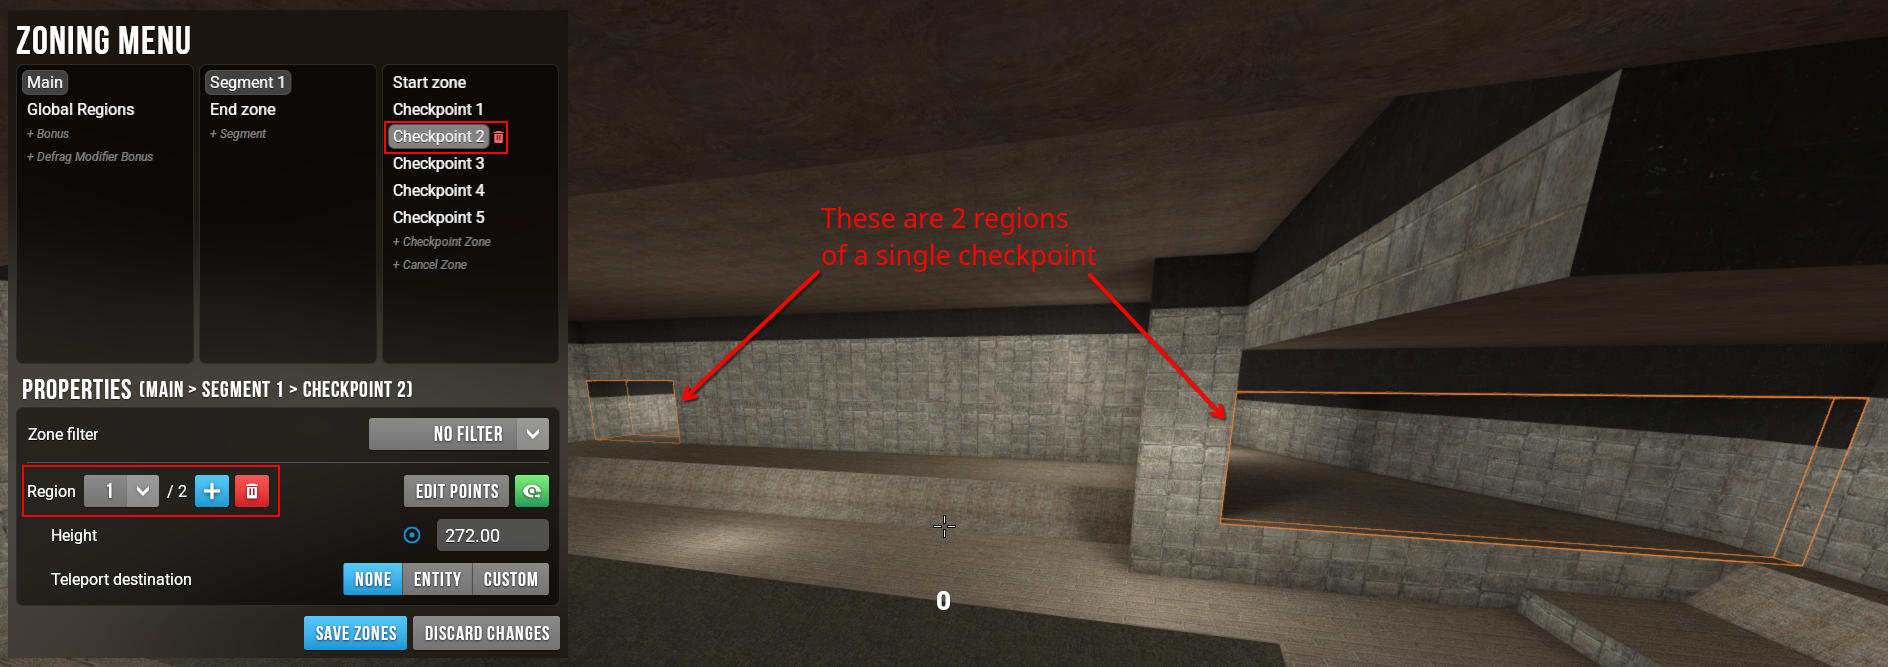 ZONING MENU
Main
Global Regions
+ Bonus
+ Defrag Modifier Bonus
Segment 1
End zone
+ Segment
Start zone
Checkpoint 1
Checkpoint 2
Checkpoint 3
Checkpoint 4
Checkpoint 5
+ Checkpoint Zone
+ Cancel Zone
PROPERTIES (MAIN > SEGMENT 1 > CHECKPOINT 2)
Zone filter NO FILTER
Region 1 / 2 + EDIT POINTS
Height 272.00
Teleport destination NONE ENTITY CUSTOM
SAVE ZONES DISCARD CHANGES
These are 2 regions
of a single checkpoint
0